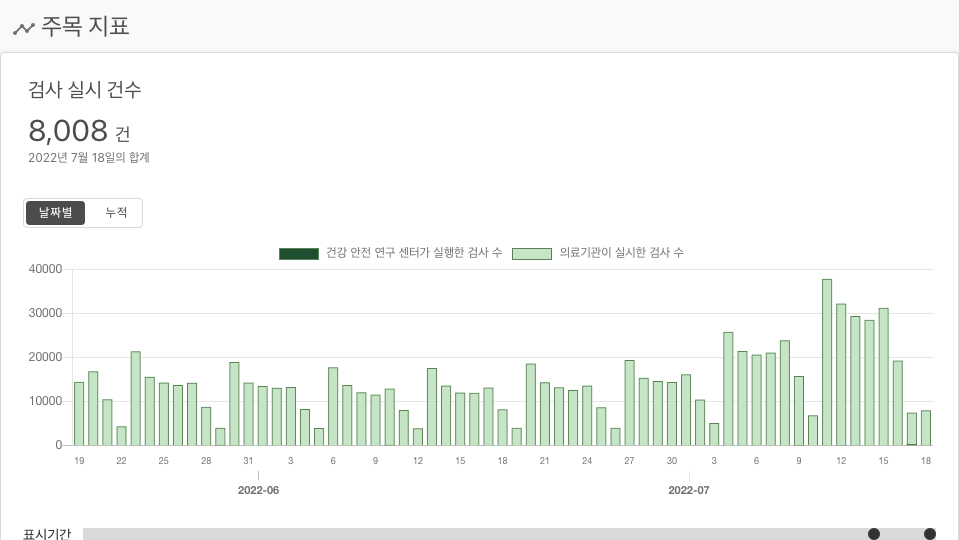 주목 지표
검사 실시 건수
8,008 건
2022년 7월 18일의 합계
날짜별 누적
건강 안전 연구 센터가 실행한 검사 수 의료기관이 실시한 검사 수
40000
30000
20000
10000
0
19 22 25 28 31 3 6 9 12 15 18 21 24 27 30 3 6 9 12 15 18
2022-06 2022-07
표시기간